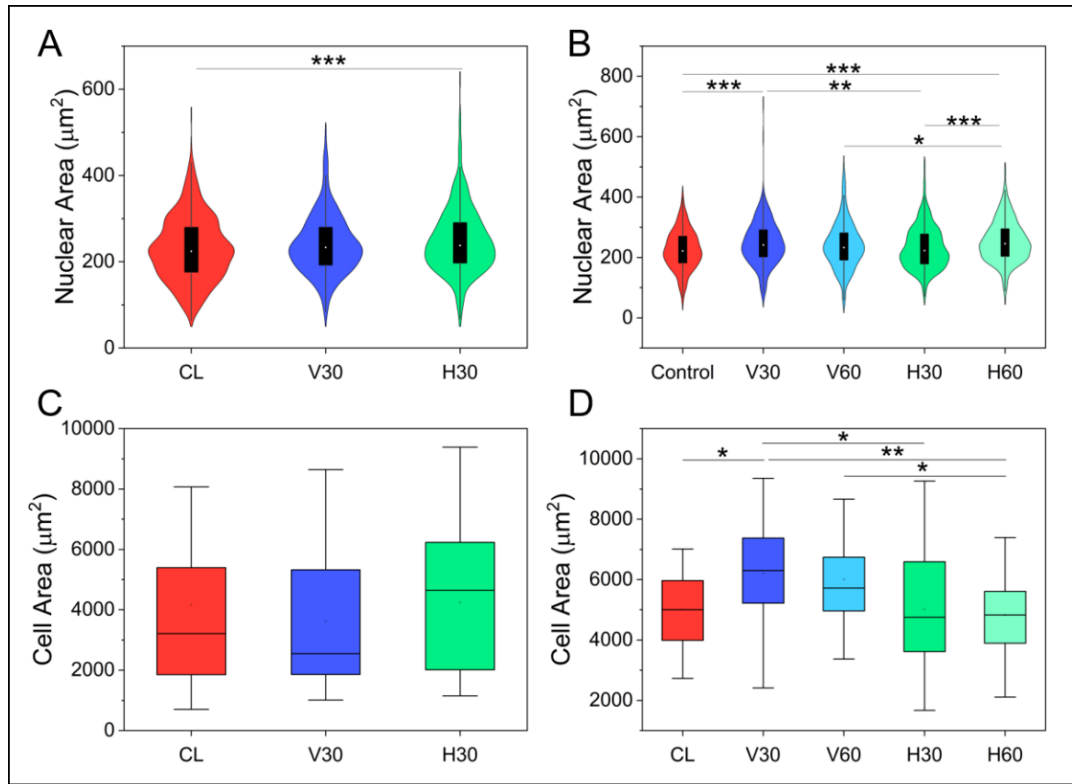 A
Nuclear Area (μm²)
600
400
200
0
***
CL V30 H30
B
Nuclear Area (μm²)
800
600
400
200
0
***
*** **
***
*
Control V30 V60 H30 H60
C
Cell Area (μm²)
10000
8000
6000
4000
2000
0
CL V30 H30
D
Cell Area (μm²)
10000
8000
6000
4000
2000
*
* **
*
CL V30 V60 H30 H60